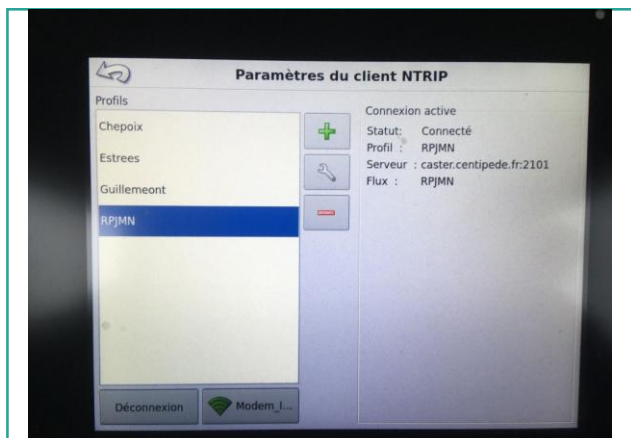 Paramètres du client NTRIP
Profils
Chepoix
Estrees
Guillemeont
RPJMN
Connexion active
Statut: Connecté
Profil : RPJMN
Serveur : caster.centipede.fr:2101
Flux : RPJMN
Déconnexion
Modem_l...